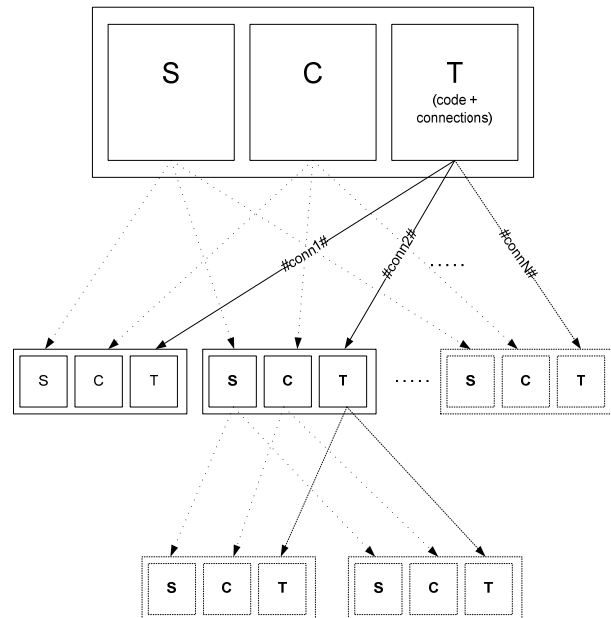 S C T
(code +
connections)
#conn1# #conn2# #connN#
.....
S C T S C T ..... S C T
S C T S C T